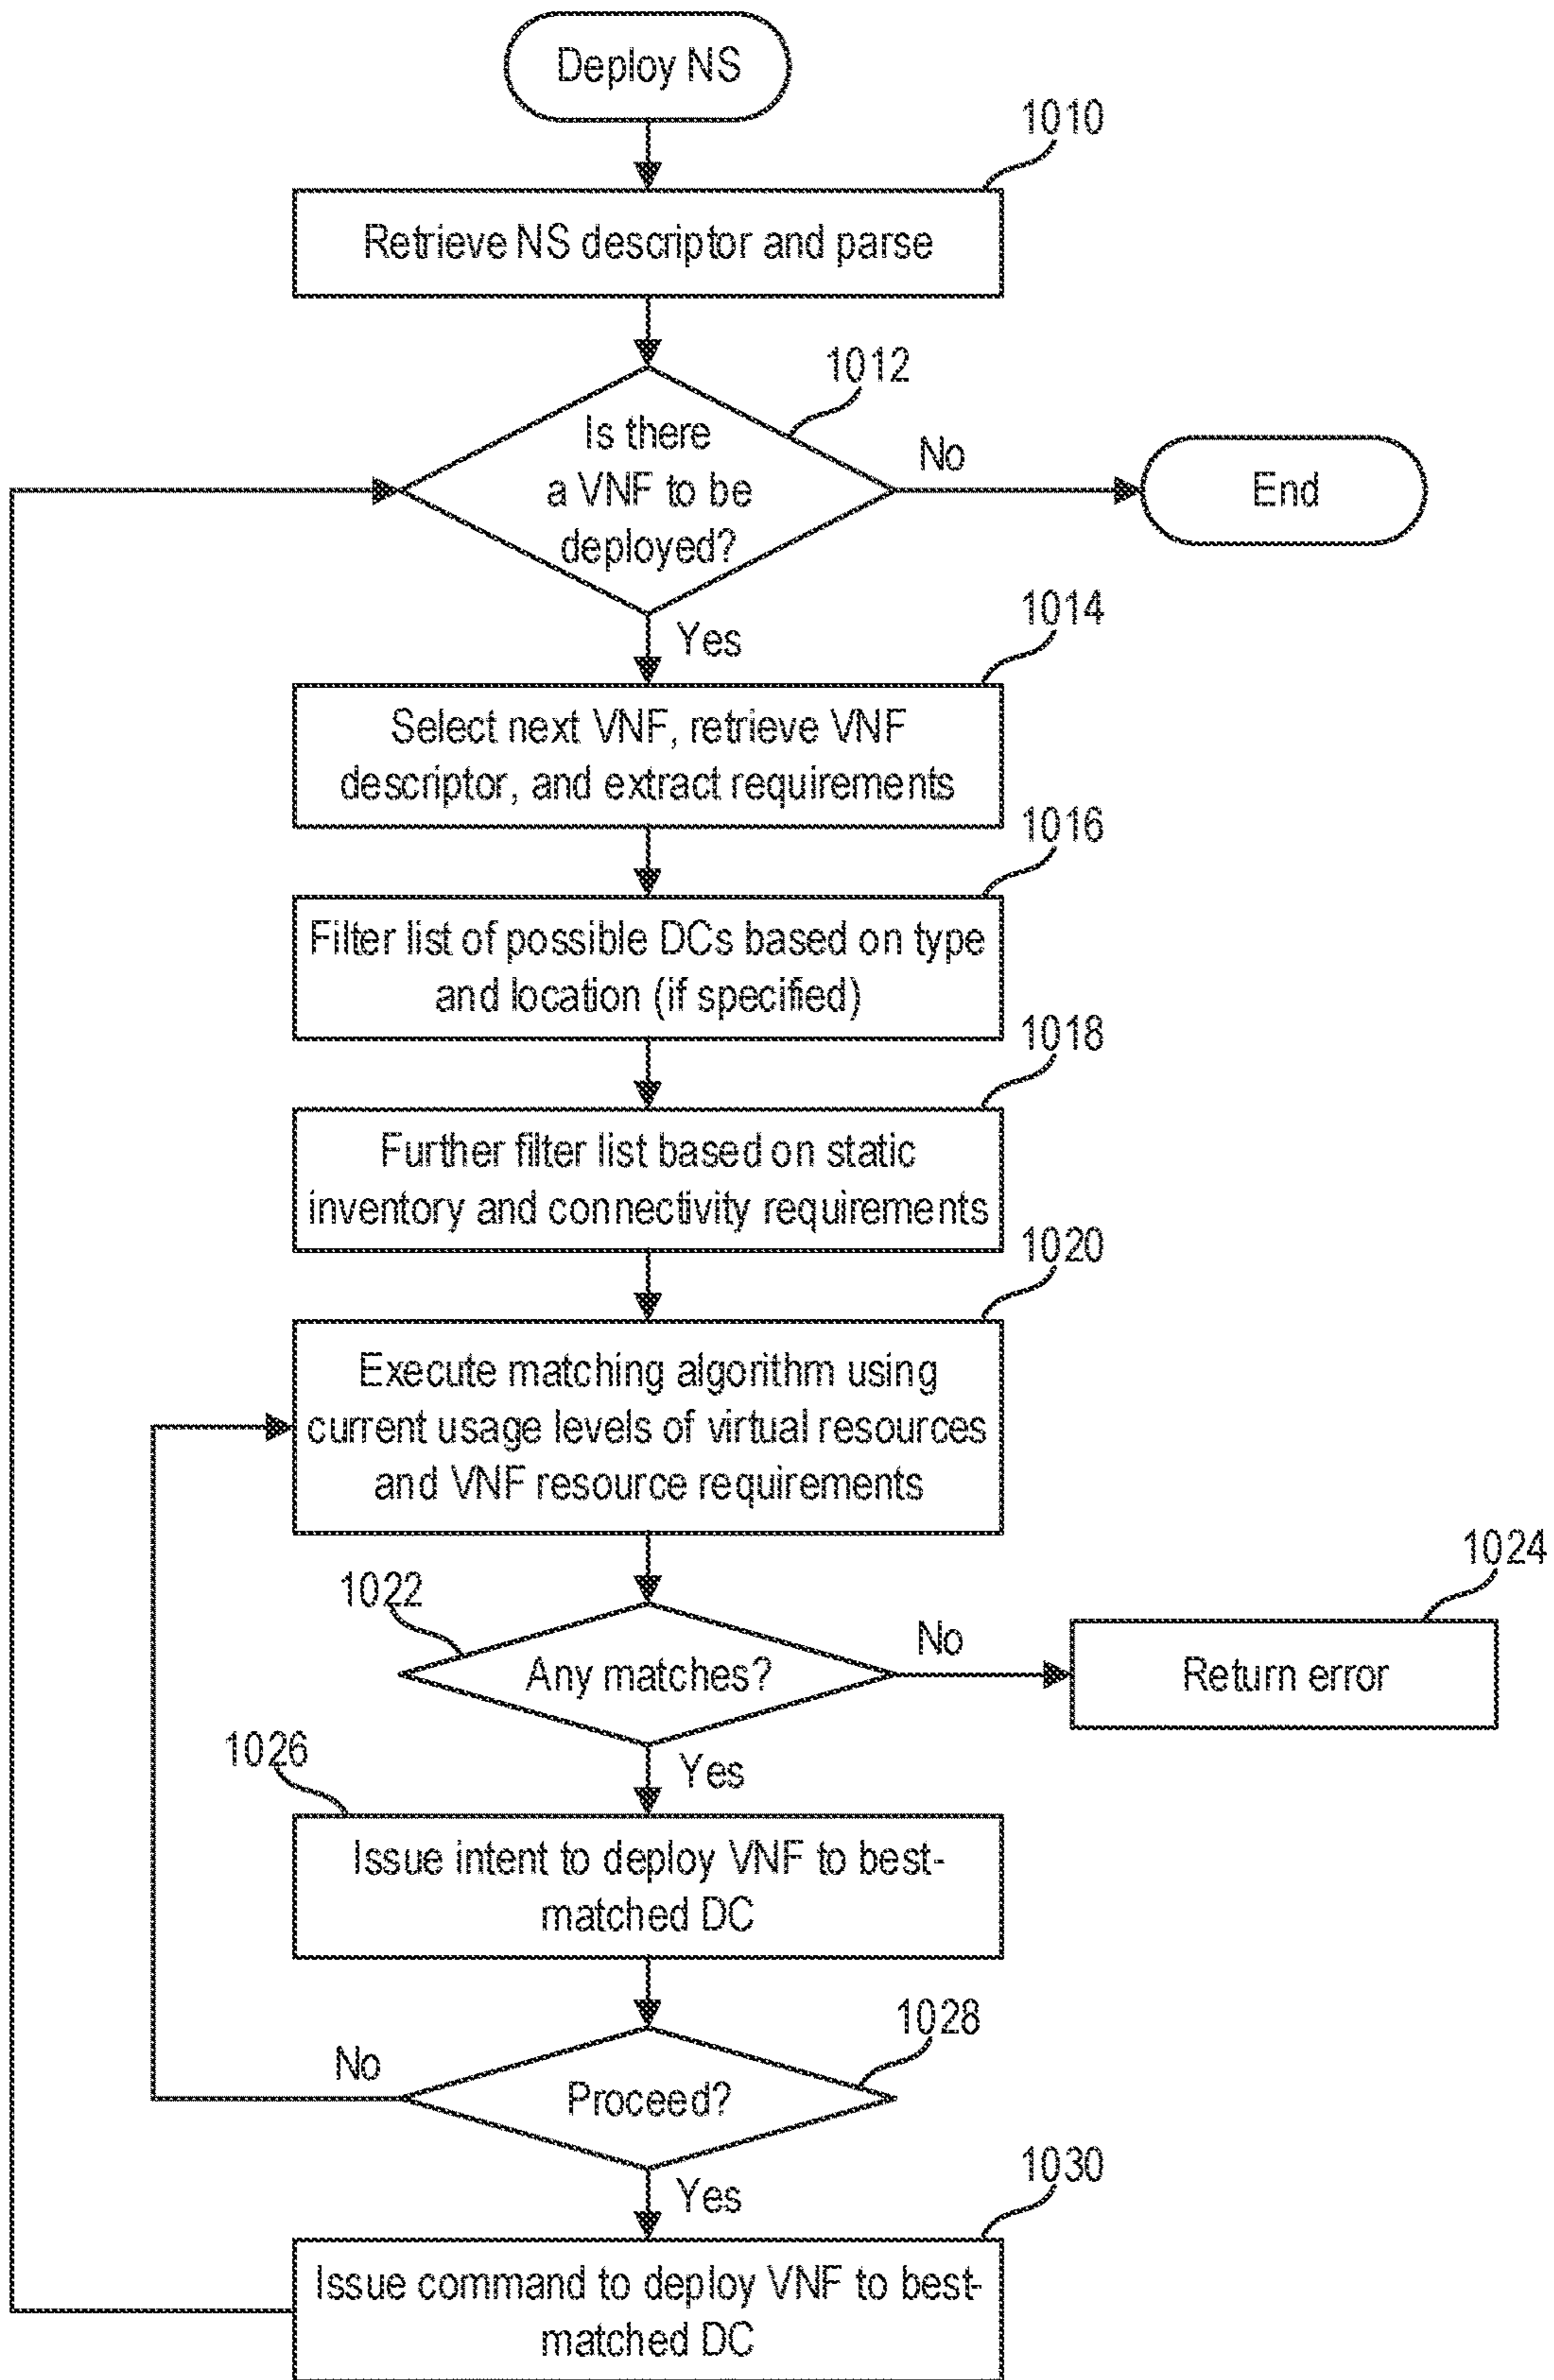 Deploy NS
1010
Retrieve NS descriptor and parse
1012
Is there
a VNF to be
deployed?
No
End
Yes
1014
Select next VNF, retrieve VNF
descriptor, and extract requirements
1016
Filter list of possible DCs based on type
and location (if specified)
1018
Further filter list based on static
inventory and connectivity requirements
1020
Execute matching algorithm using
current usage levels of virtual resources
and VNF resource requirements
1022
Any matches?
No
1024
Return error
Yes
1026
Issue intent to deploy VNF to best-
matched DC
1028
Proceed?
No
Yes
1030
Issue command to deploy VNF to best-
matched DC